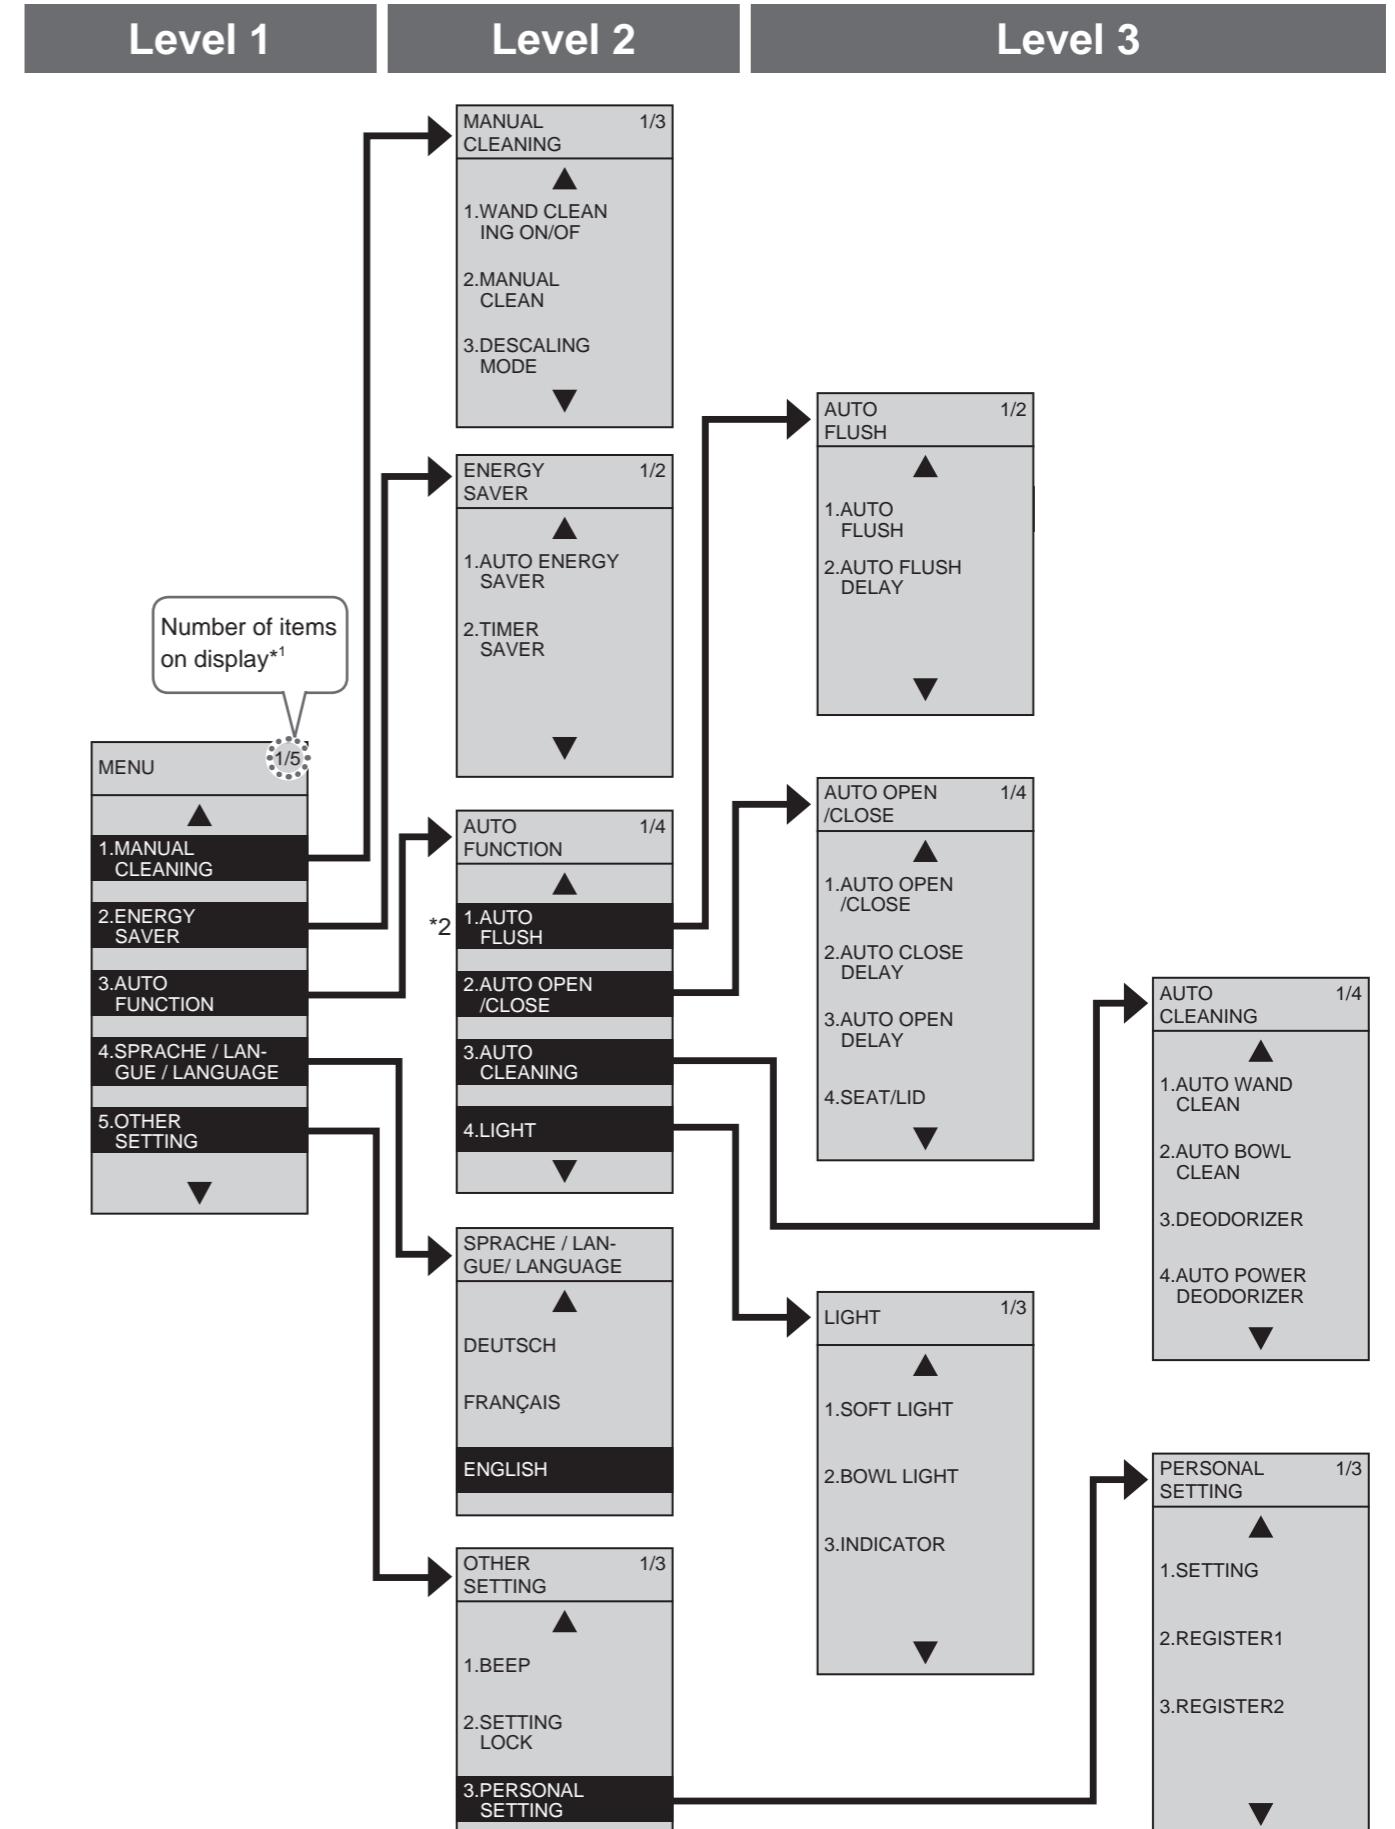 Level 1
Level 2
Level 3
MANUAL 1/3
CLEANING
1.WAND CLEAN
ING ON/OF
2.MANUAL
CLEAN
3.DESCALING
MODE
ENERGY 1/2
SAVER
1.AUTO ENERGY
SAVER
2.TIMER
SAVER
Number of items
on display*1
MENU 1/5
1.MANUAL
CLEANING
2.ENERGY
SAVER
3.AUTO
FUNCTION
4.SPRACHE / LAN-
GUE / LANGUAGE
5.OTHER
SETTING
AUTO 1/4
FUNCTION
*2
1.AUTO
FLUSH
2.AUTO OPEN
/CLOSE
3.AUTO
CLEANING
4.LIGHT
SPRACHE / LAN-
GUE/ LANGUAGE
DEUTSCH
FRANÇAIS
ENGLISH
OTHER 1/3
SETTING
1.BEEP
2.SETTING
LOCK
3.PERSONAL
SETTING
AUTO 1/2
FLUSH
1.AUTO
FLUSH
2.AUTO FLUSH
DELAY
AUTO OPEN 1/4
/CLOSE
1.AUTO OPEN
/CLOSE
2.AUTO CLOSE
DELAY
3.AUTO OPEN
DELAY
4.SEAT/LID
LIGHT 1/3
1.SOFT LIGHT
2.BOWL LIGHT
3.INDICATOR
AUTO 1/4
CLEANING
1.AUTO WAND
CLEAN
2.AUTO BOWL
CLEAN
3.DEODORIZER
4.AUTO POWER
DEODORIZER
PERSONAL 1/3
SETTING
1.SETTING
2.REGISTER1
3.REGISTER2